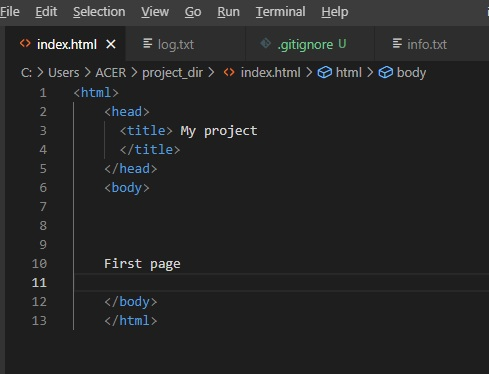 File Edit Selection View Go Run Terminal Help
index.html × log.txt .gitignore U info.txt
C: > Users > ACER > project_dir > index.html > html > body
1 <html>
2 <head>
3 <title> My project
4 </title>
5 </head>
6 <body>
7
8
9
10 First page
11
12 </body>
13 </html>